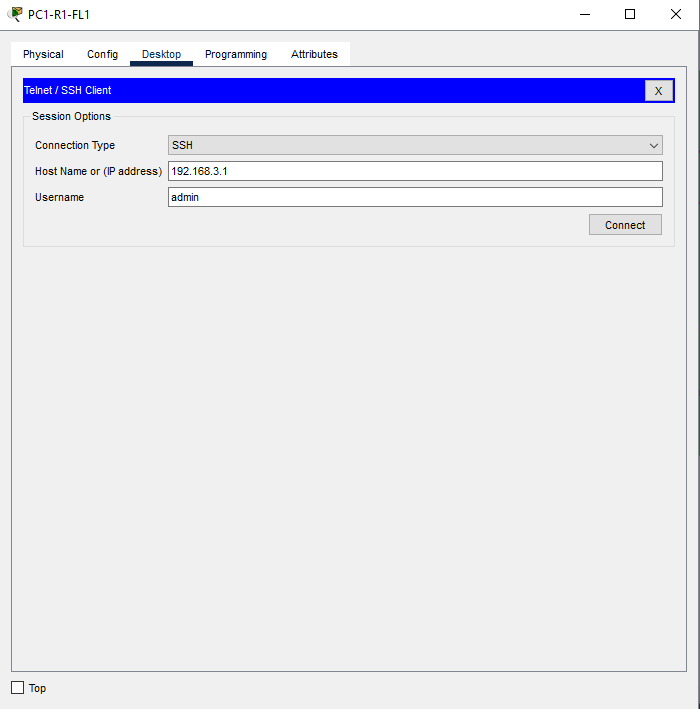 PC1-R1-FL1
Physical Config Desktop Programming Attributes
Telnet / SSH Client X
Session Options
Connection Type SSH
Host Name or (IP address) 192.168.3.1
Username admin
Connect
Top